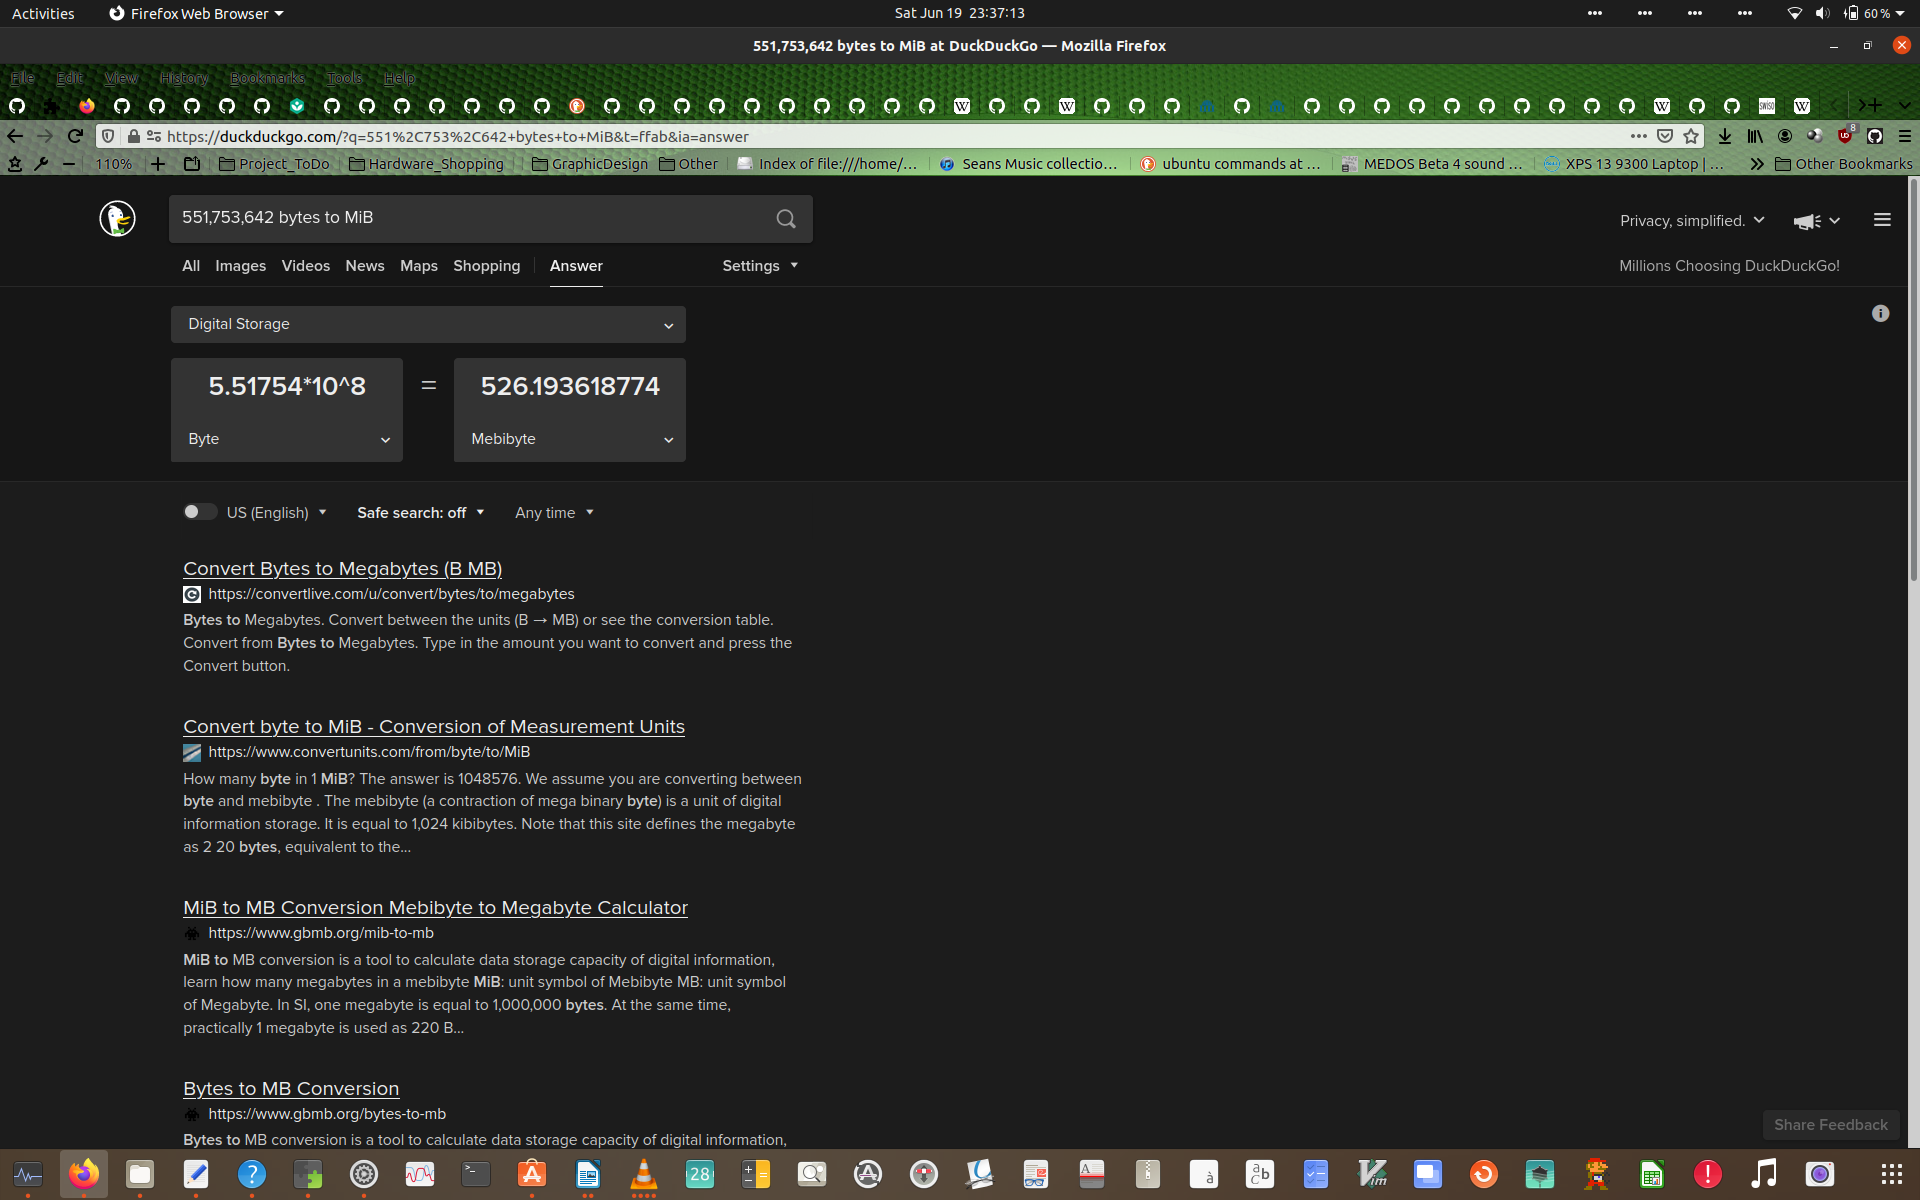 Activities
Firefox Web Browser
Sat Jun 19 23:37:13
60 %
551,753,642 bytes to MiB at DuckDuckGo — Mozilla Firefox
File Edit View History Bookmarks Tools Help
https://duckduckgo.com/?q=551%2C753%2C642+bytes+to+MiB&t=ffab&ia=answer
8
110%
Project_ToDo
Hardware_Shopping
GraphicDesign
Other
Index of file:///home/...
Seans Music collectio...
ubuntu commands at ...
MEDOS Beta 4 sound ...
XPS 13 9300 Laptop | ...
Other Bookmarks
551,753,642 bytes to MiB
Privacy, simplified.
All Images Videos News Maps Shopping Answer Settings
Millions Choosing DuckDuckGo!
Digital Storage
5.51754*10^8 = 526.193618774
Byte
Mebibyte
US (English)
Safe search: off
Any time
Convert Bytes to Megabytes (B MB)
https://convertlive.com/u/convert/bytes/to/megabytes
Bytes to Megabytes. Convert between the units (B → MB) or see the conversion table.
Convert from Bytes to Megabytes. Type in the amount you want to convert and press the
Convert button.
Convert byte to MiB - Conversion of Measurement Units
https://www.convertunits.com/from/byte/to/MiB
How many byte in 1 MiB? The answer is 1048576. We assume you are converting between
byte and mebibyte . The mebibyte (a contraction of mega binary byte) is a unit of digital
information storage. It is equal to 1,024 kibibytes. Note that this site defines the megabyte
as 2 20 bytes, equivalent to the...
MiB to MB Conversion Mebibyte to Megabyte Calculator
https://www.gbmb.org/mib-to-mb
MiB to MB conversion is a tool to calculate data storage capacity of digital information,
learn how many megabytes in a mebibyte MiB: unit symbol of Mebibyte MB: unit symbol
of Megabyte. In SI, one megabyte is equal to 1,000,000 bytes. At the same time,
practically 1 megabyte is used as 220 B...
Bytes to MB Conversion
https://www.gbmb.org/bytes-to-mb
Bytes to MB conversion is a tool to calculate data storage capacity of digital information,
Share Feedback
28